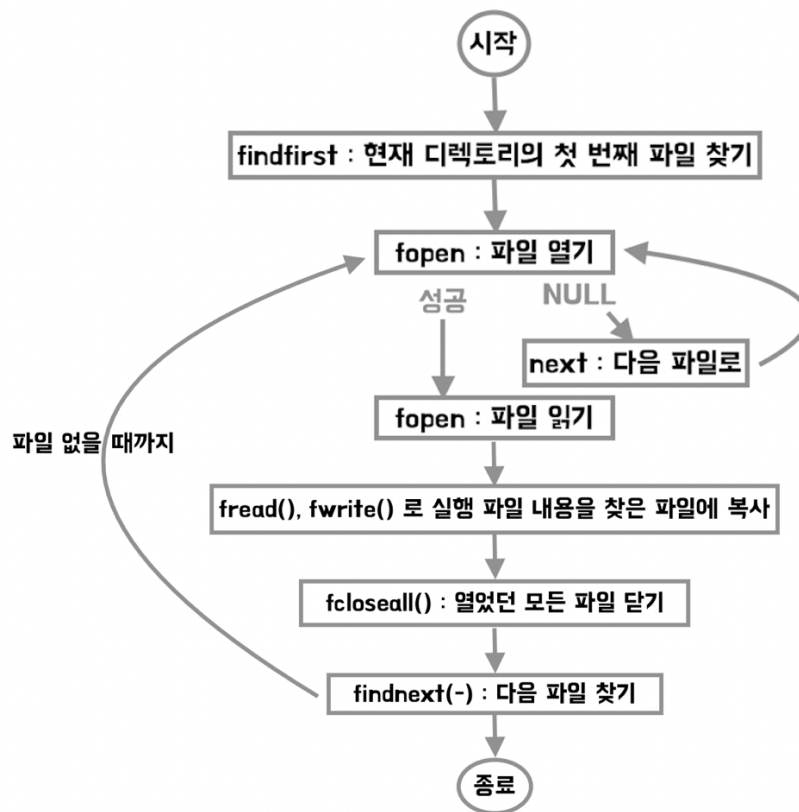 시작
findfirst : 현재 디렉토리의 첫 번째 파일 찾기
fopen : 파일 열기
성공
NULL
next : 다음 파일로
fopen : 파일 읽기
파일 없을 때까지
fread(), fwrite() 로 실행 파일 내용을 찾은 파일에 복사
fcloseall() : 열었던 모든 파일 닫기
findnext(-) : 다음 파일 찾기
종료